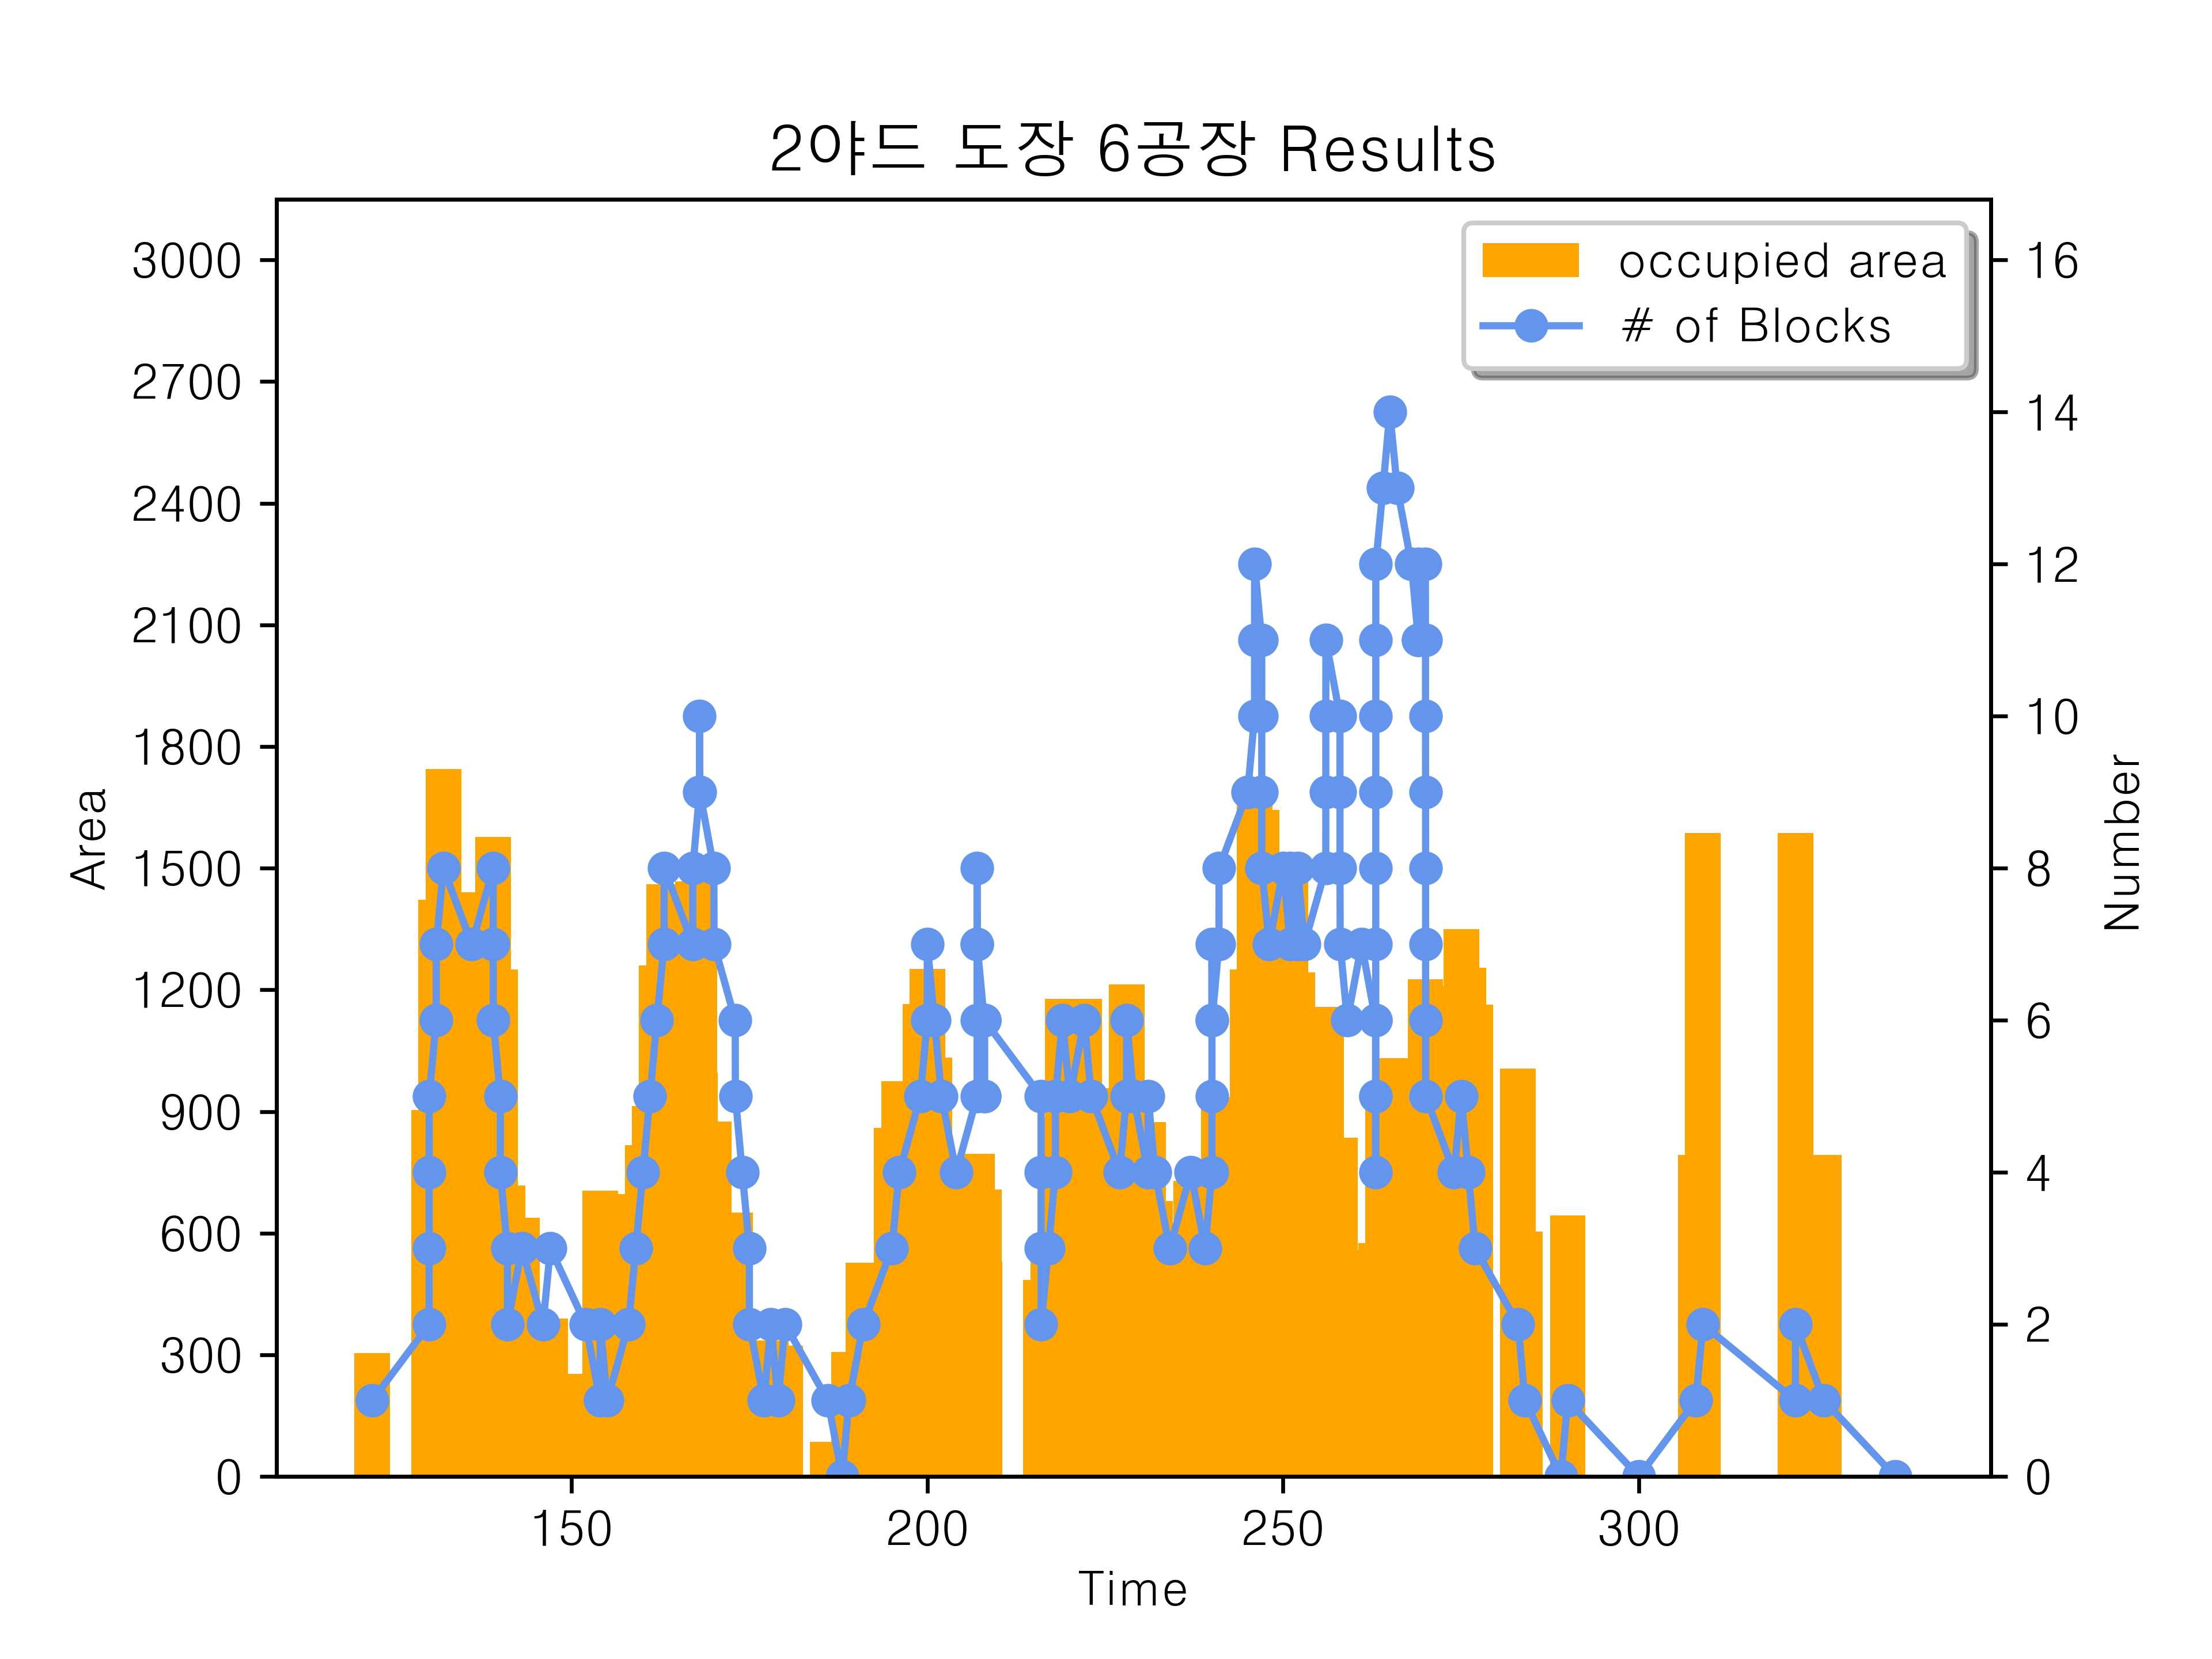 2야드 도장 6공장 Results
3000
2700
2400
2100
1800
1500
1200
900
600
300
0
Area
occupied area
# of Blocks
16
14
12
10
8
6
4
2
0
Number
150 200 250 300
Time